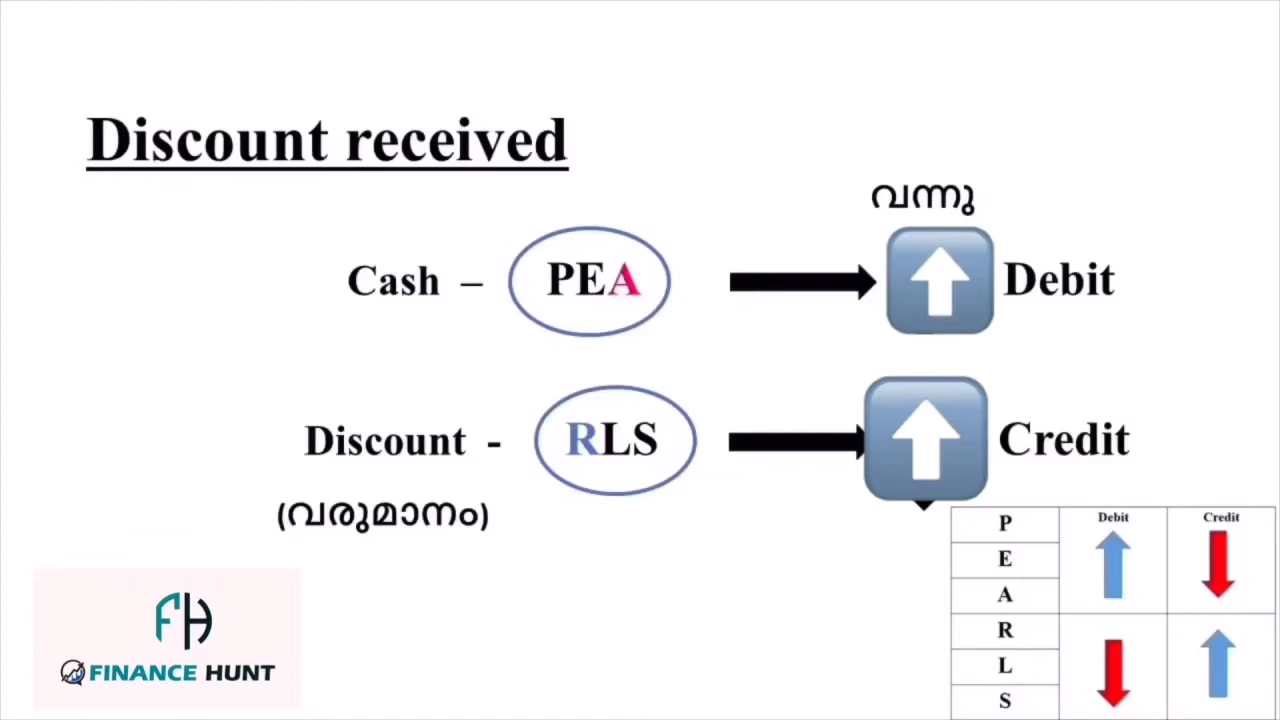 Discount received
വന്നു
Cash – PEA Debit
Discount - RLS Credit
(വരുമാനം)
Debit Credit
P
E
A
R
L
S
FH
FINANCE HUNT